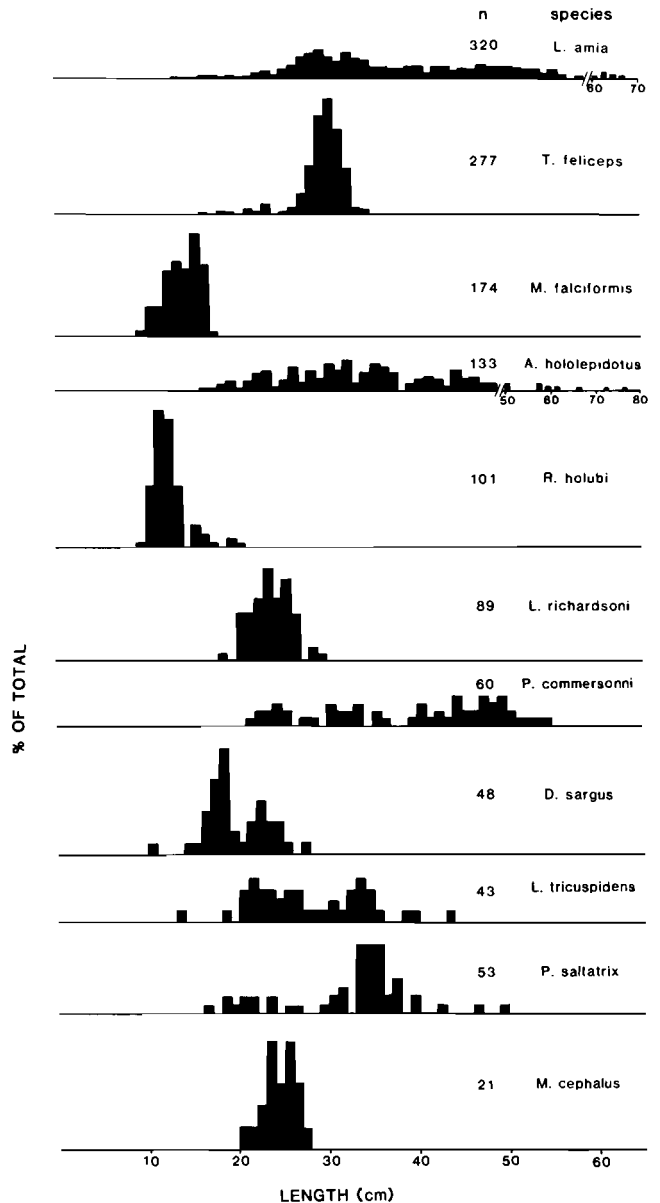 n species
320 L. amia
60 70
277 T. feliceps
174 M. falciformis
133 A. hololepidotus
50 60 70 80
101 R. holubi
89 L. richardsoni
60 P. commersonni
48 D. sargus
43 L. tricuspidens
53 P. saltatrix
21 M. cephalus
10 20 30 40 50 60
LENGTH (cm)
% OF TOTAL